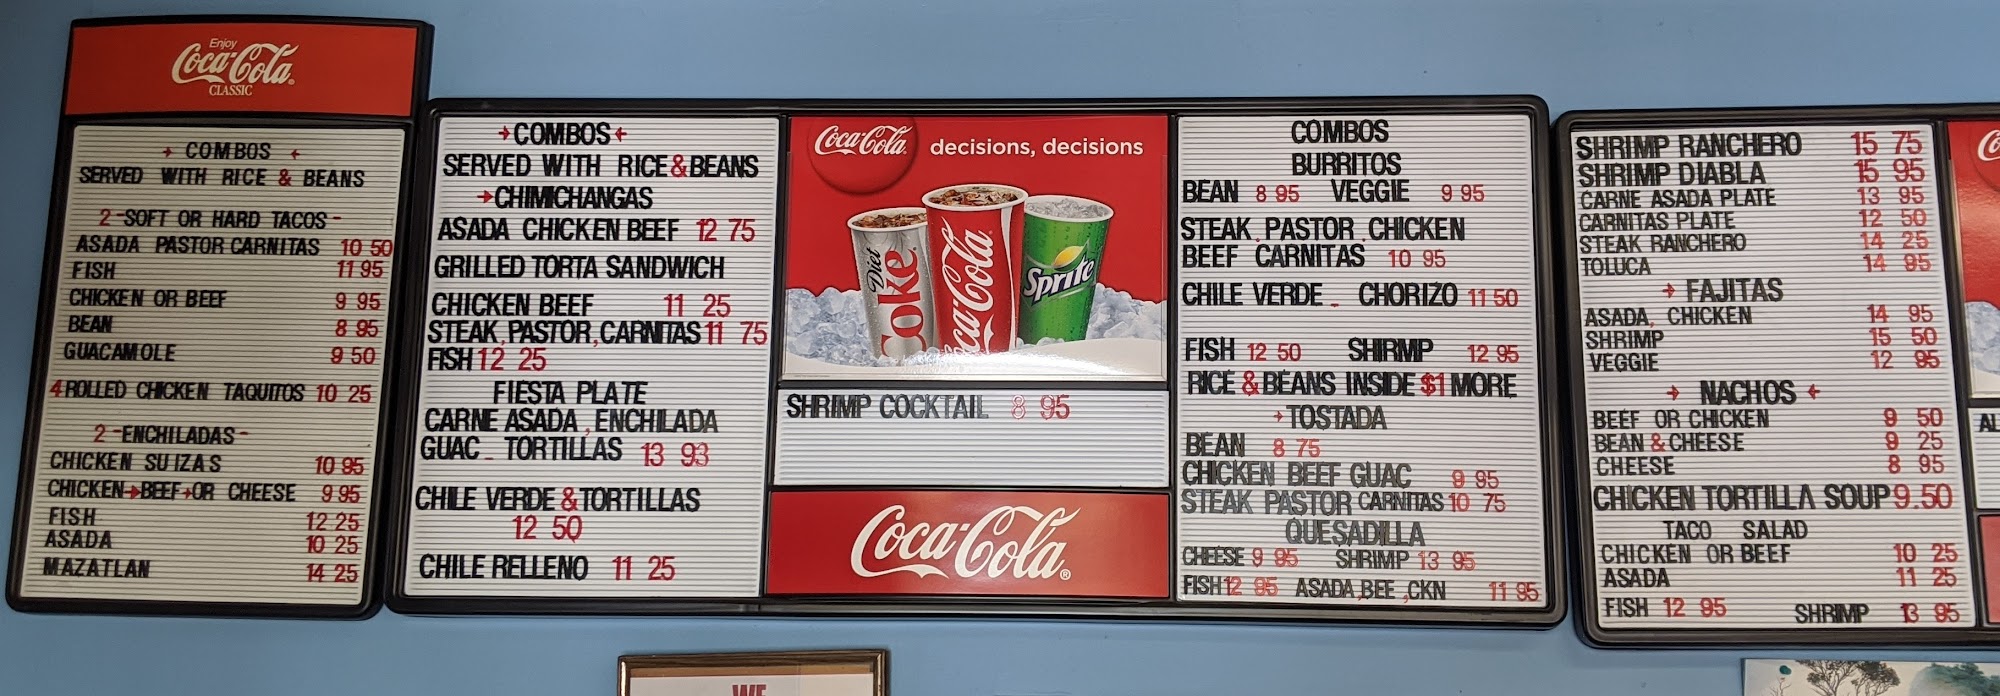 Enjoy
Coca-Cola
CLASSIC
COMBOS
SERVED WITH RICE & BEANS
2-SOFT OR HARD TACOS-
ASADA PASTOR CARNITAS 10 50
FISH 11 95
CHICKEN OR BEEF 9 95
BEAN 8 95
GUACAMOLE 9 50
4 ROLLED CHICKEN TAQUITOS 10 25
2-ENCHILADAS-
CHICKEN SUIZAS 10 95
CHICKEN→BEEF→OR CHEESE 9 95
FISH 12 25
ASADA 10 25
MAZATLAN 14 25
→COMBOS←
SERVED WITH RICE & BEANS
→CHIMICHANGAS
ASADA CHICKEN BEEF 12 75
GRILLED TORTA SANDWICH
CHICKEN BEEF 11 25
STEAK, PASTOR, CARNITAS 11 75
FISH 12 25
FIESTA PLATE
CARNE ASADA, ENCHILADA
GUAC - TORTILLAS 13 93
CHILE VERDE & TORTILLAS
12 50
CHILE RELLENO 11 25
Coca-Cola decisions, decisions
Diet Coke
Coca-Cola
Sprite
SHRIMP COCKTAIL 8 95
Coca-Cola
COMBOS
BURRITOS
BEAN 8 95 VEGGIE 9 95
STEAK, PASTOR, CHICKEN
BEEF CARNITAS 10 95
CHILE VERDE - CHORIZO 11 50
FISH 12 50 SHIRMP 12 95
RICE & BEANS INSIDE $1 MORE
→TOSTADA
BEAN 8 75
CHICKEN BEEF GUAC 9 95
STEAK PASTOR CARNITAS 10 75
QUESADILLA
CHEESE 9 95 SHRIMP 13 95
FISH 12 95 ASADA, BEE, CKN 11 95
SHRIMP RANCHERO 15 75
SHRIMP DIABLA 15 95
CARNE ASADA PLATE 13 95
CARNITAS PLATE 12 50
STEAK RANCHERO 14 25
TOLUCA 14 95
→ FAJITAS
ASADA, CHICKEN 14 95
SHRIMP 15 50
VEGGIE 12 95
→ NACHOS ←
BEEF OR CHICKEN 9 50
BEAN & CHEESE 9 25
CHEESE 8 95
CHICKEN TORTILLA SOUP 9.50
TACO SALAD
CHICKEN OR BEEF 10 25
ASADA 11 25
FISH 12 95 SHRIMP 13 95
WE